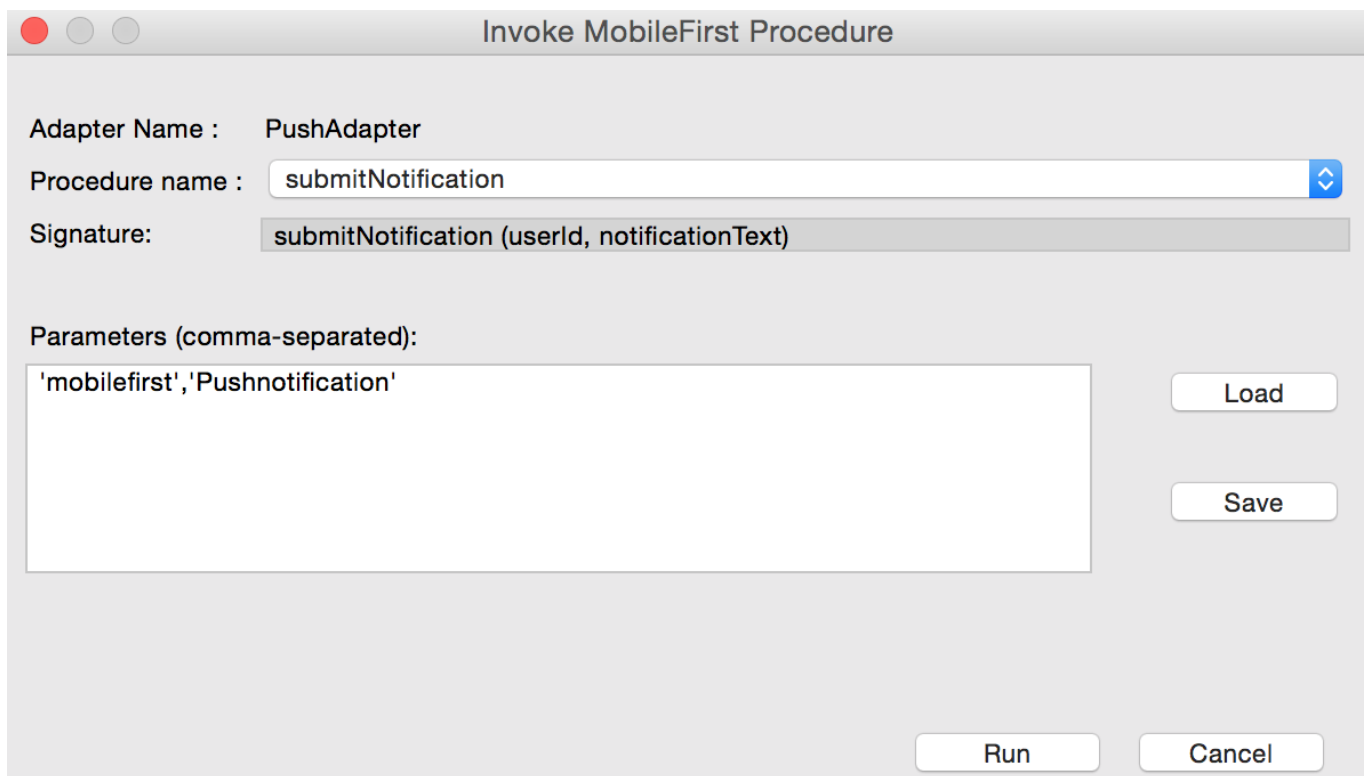 Invoke MobileFirst Procedure
Adapter Name : PushAdapter
Procedure name : submitNotification
Signature: submitNotification (userId, notificationText)
Parameters (comma-separated):
'mobilefirst','Pushnotification'
Load
Save
Run Cancel